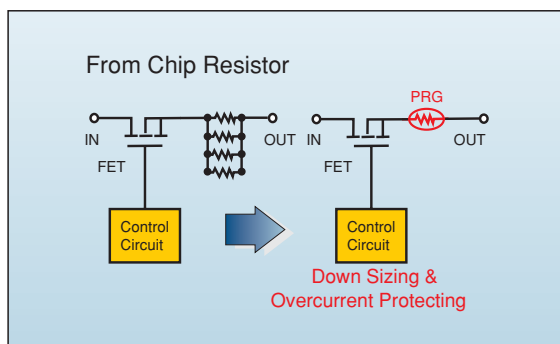 From Chip Resistor
IN
FET
OUT
Control
Circuit
PRG
IN
FET
OUT
Control
Circuit
Down Sizing &
Overcurrent Protecting